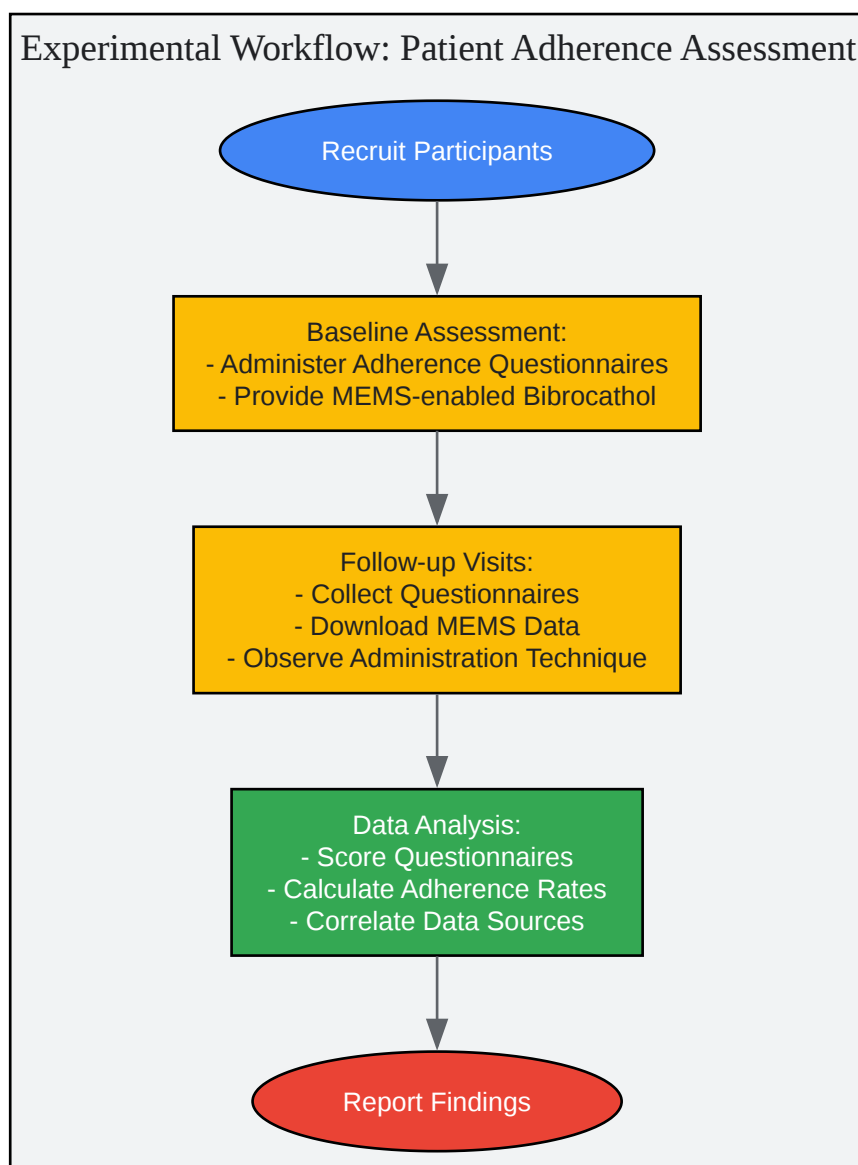 Experimental Workflow: Patient Adherence Assessment
Recruit Participants
Baseline Assessment:
- Administer Adherence Questionnaires
- Provide MEMS-enabled Bibrocathol
Follow-up Visits:
- Collect Questionnaires
- Download MEMS Data
- Observe Administration Technique
Data Analysis:
- Score Questionnaires
- Calculate Adherence Rates
- Correlate Data Sources
Report Findings